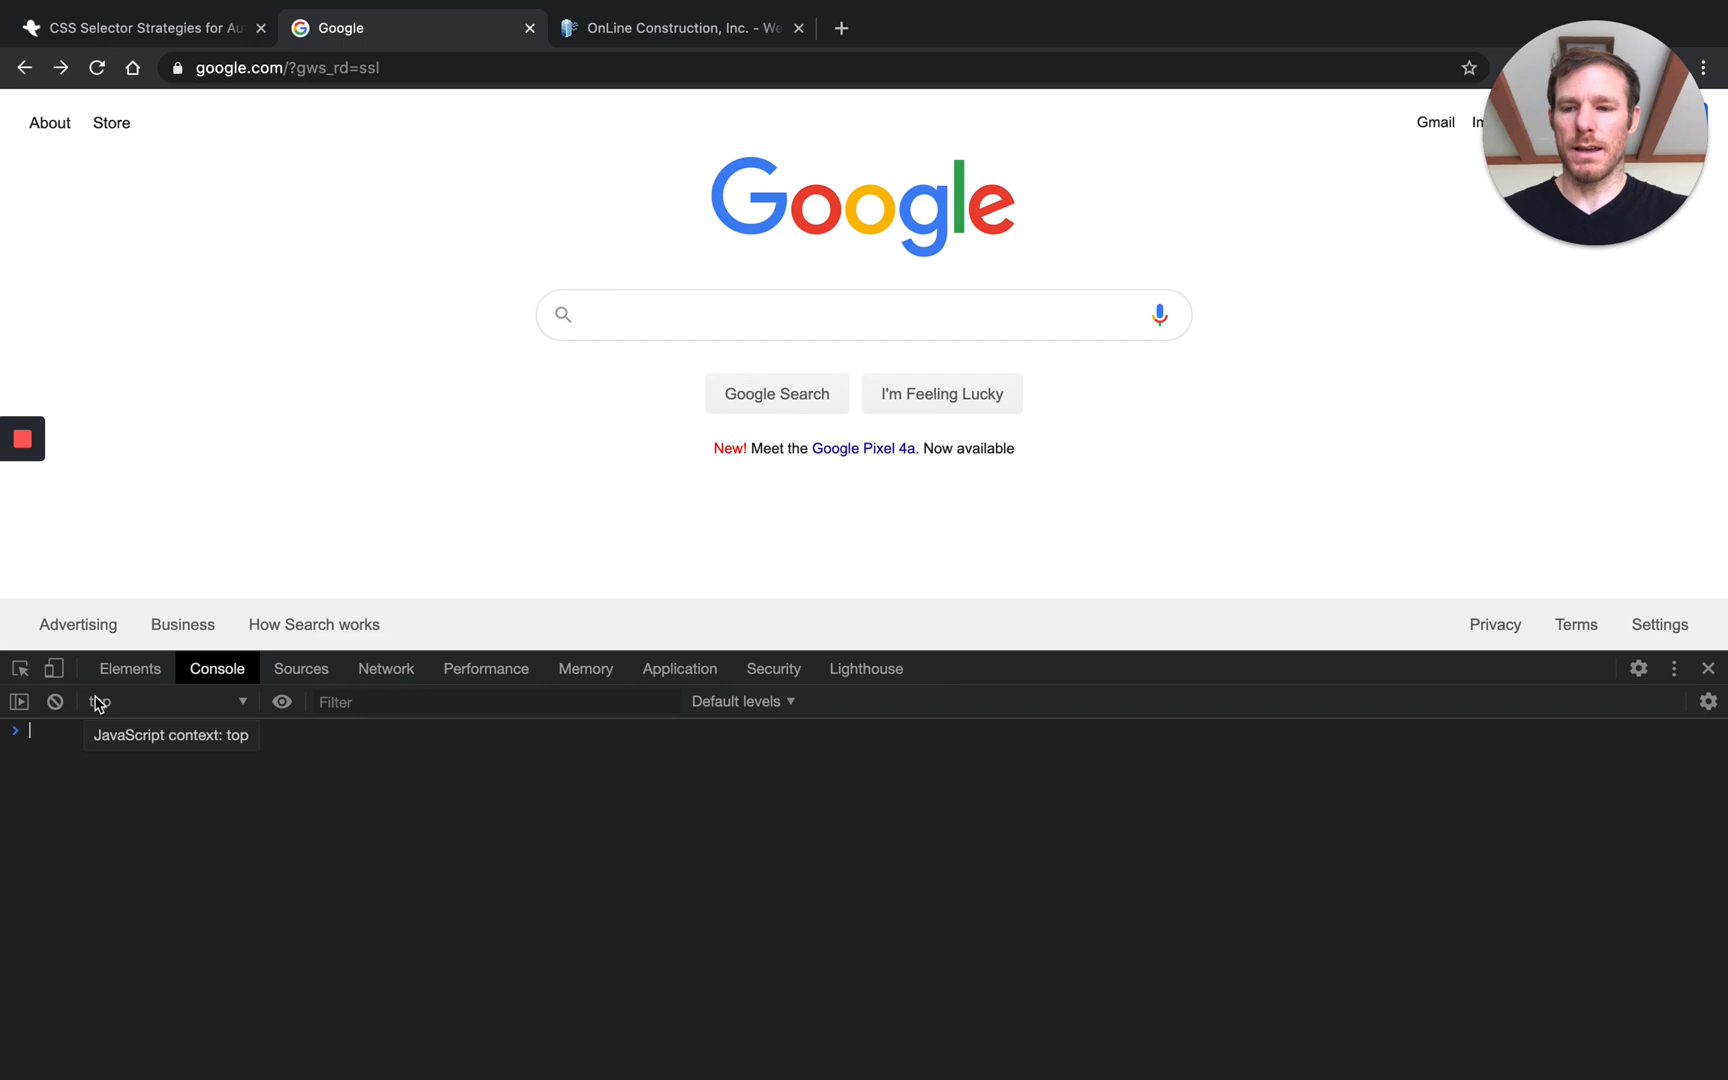 CSS Selector Strategies for Au
Google
OnLine Construction, Inc. - We
google.com/?gws_rd=ssl
About Store
Gmail
Google
Google Search I'm Feeling Lucky
New! Meet the Google Pixel 4a. Now available
Advertising Business How Search works
Privacy Terms Settings
Elements Console Sources Network Performance Memory Application Security Lighthouse
top Filter Default levels
JavaScript context: top